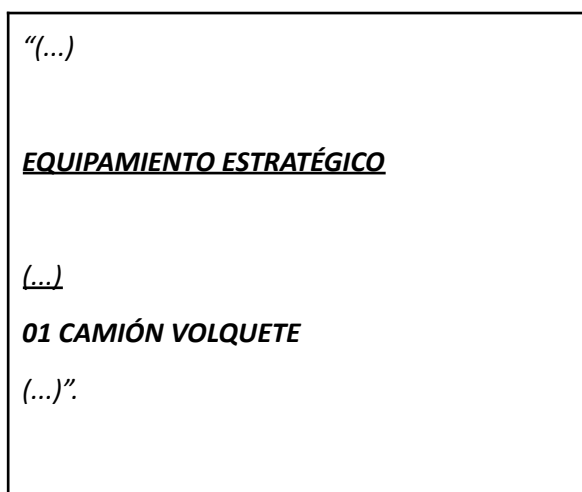 “(...)
EQUIPAMIENTO ESTRATÉGICO
(...)
01 CAMIÓN VOLQUETE
(...)”.